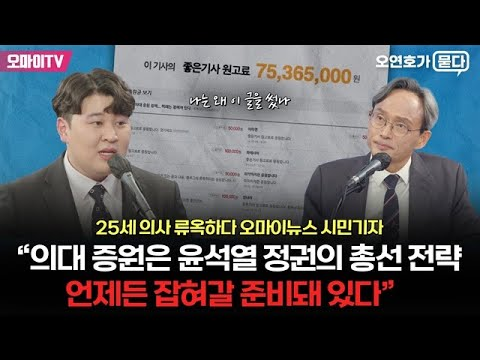 오마이TV
오연호가 묻다
이 기사의 좋은기사 원고료 75,365,000원
나는 왜 이 글을 썼나
25세 의사 류옥하다 오마이뉴스 시민기자
“의대 증원은 윤석열 정권의 총선 전략
언제든 잡혀갈 준비돼 있다”